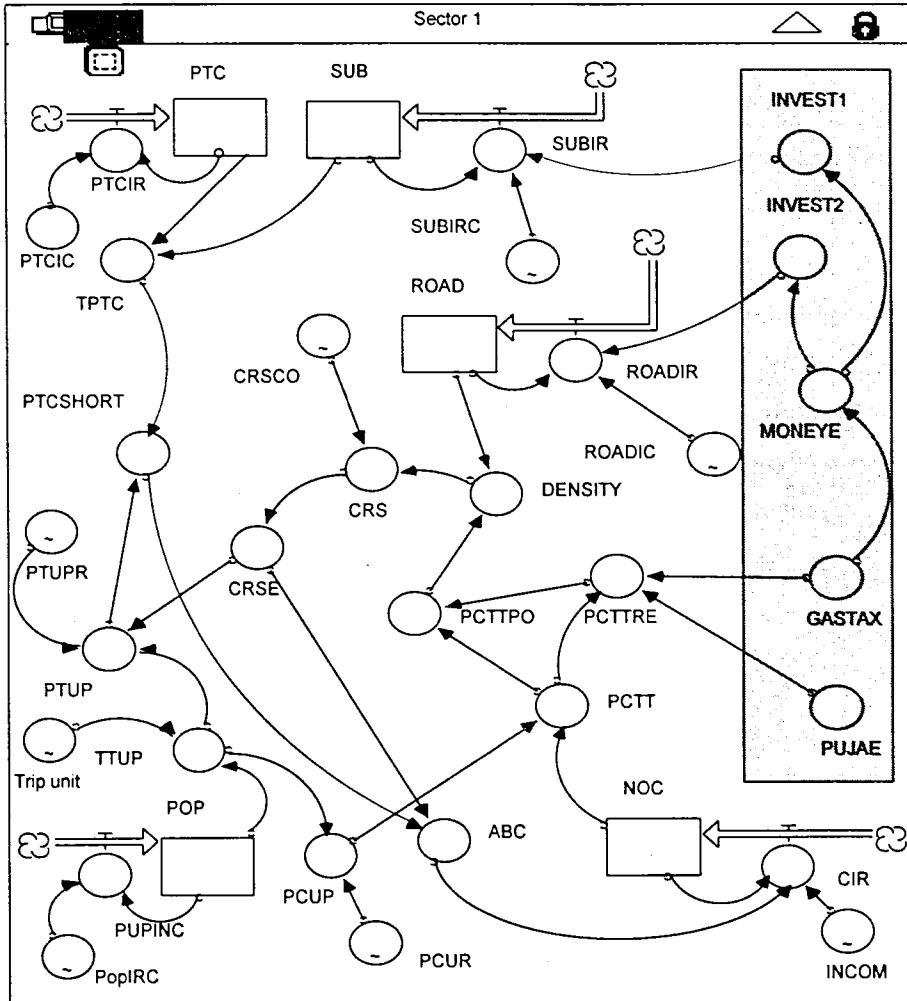 Sector 1
PTC
SUB
INVEST1
SUBIR
PTCIR
INVEST2
SUBIRC
PTCIC
TPTC
ROAD
CRSCO
ROADIR
PTCSHORT
MONEYE
ROADIC
DENSITY
CRS
PTUPR
CRSE
PCTTPO
PCTTRE
GASTAX
PTUP
PCTT
PUJAE
TTUP
Trip unit
NOC
POP
ABC
CIR
PCUP
PUPINC
PopIRC
PCUR
INCOM
~
~
~
~
~
~
~
~